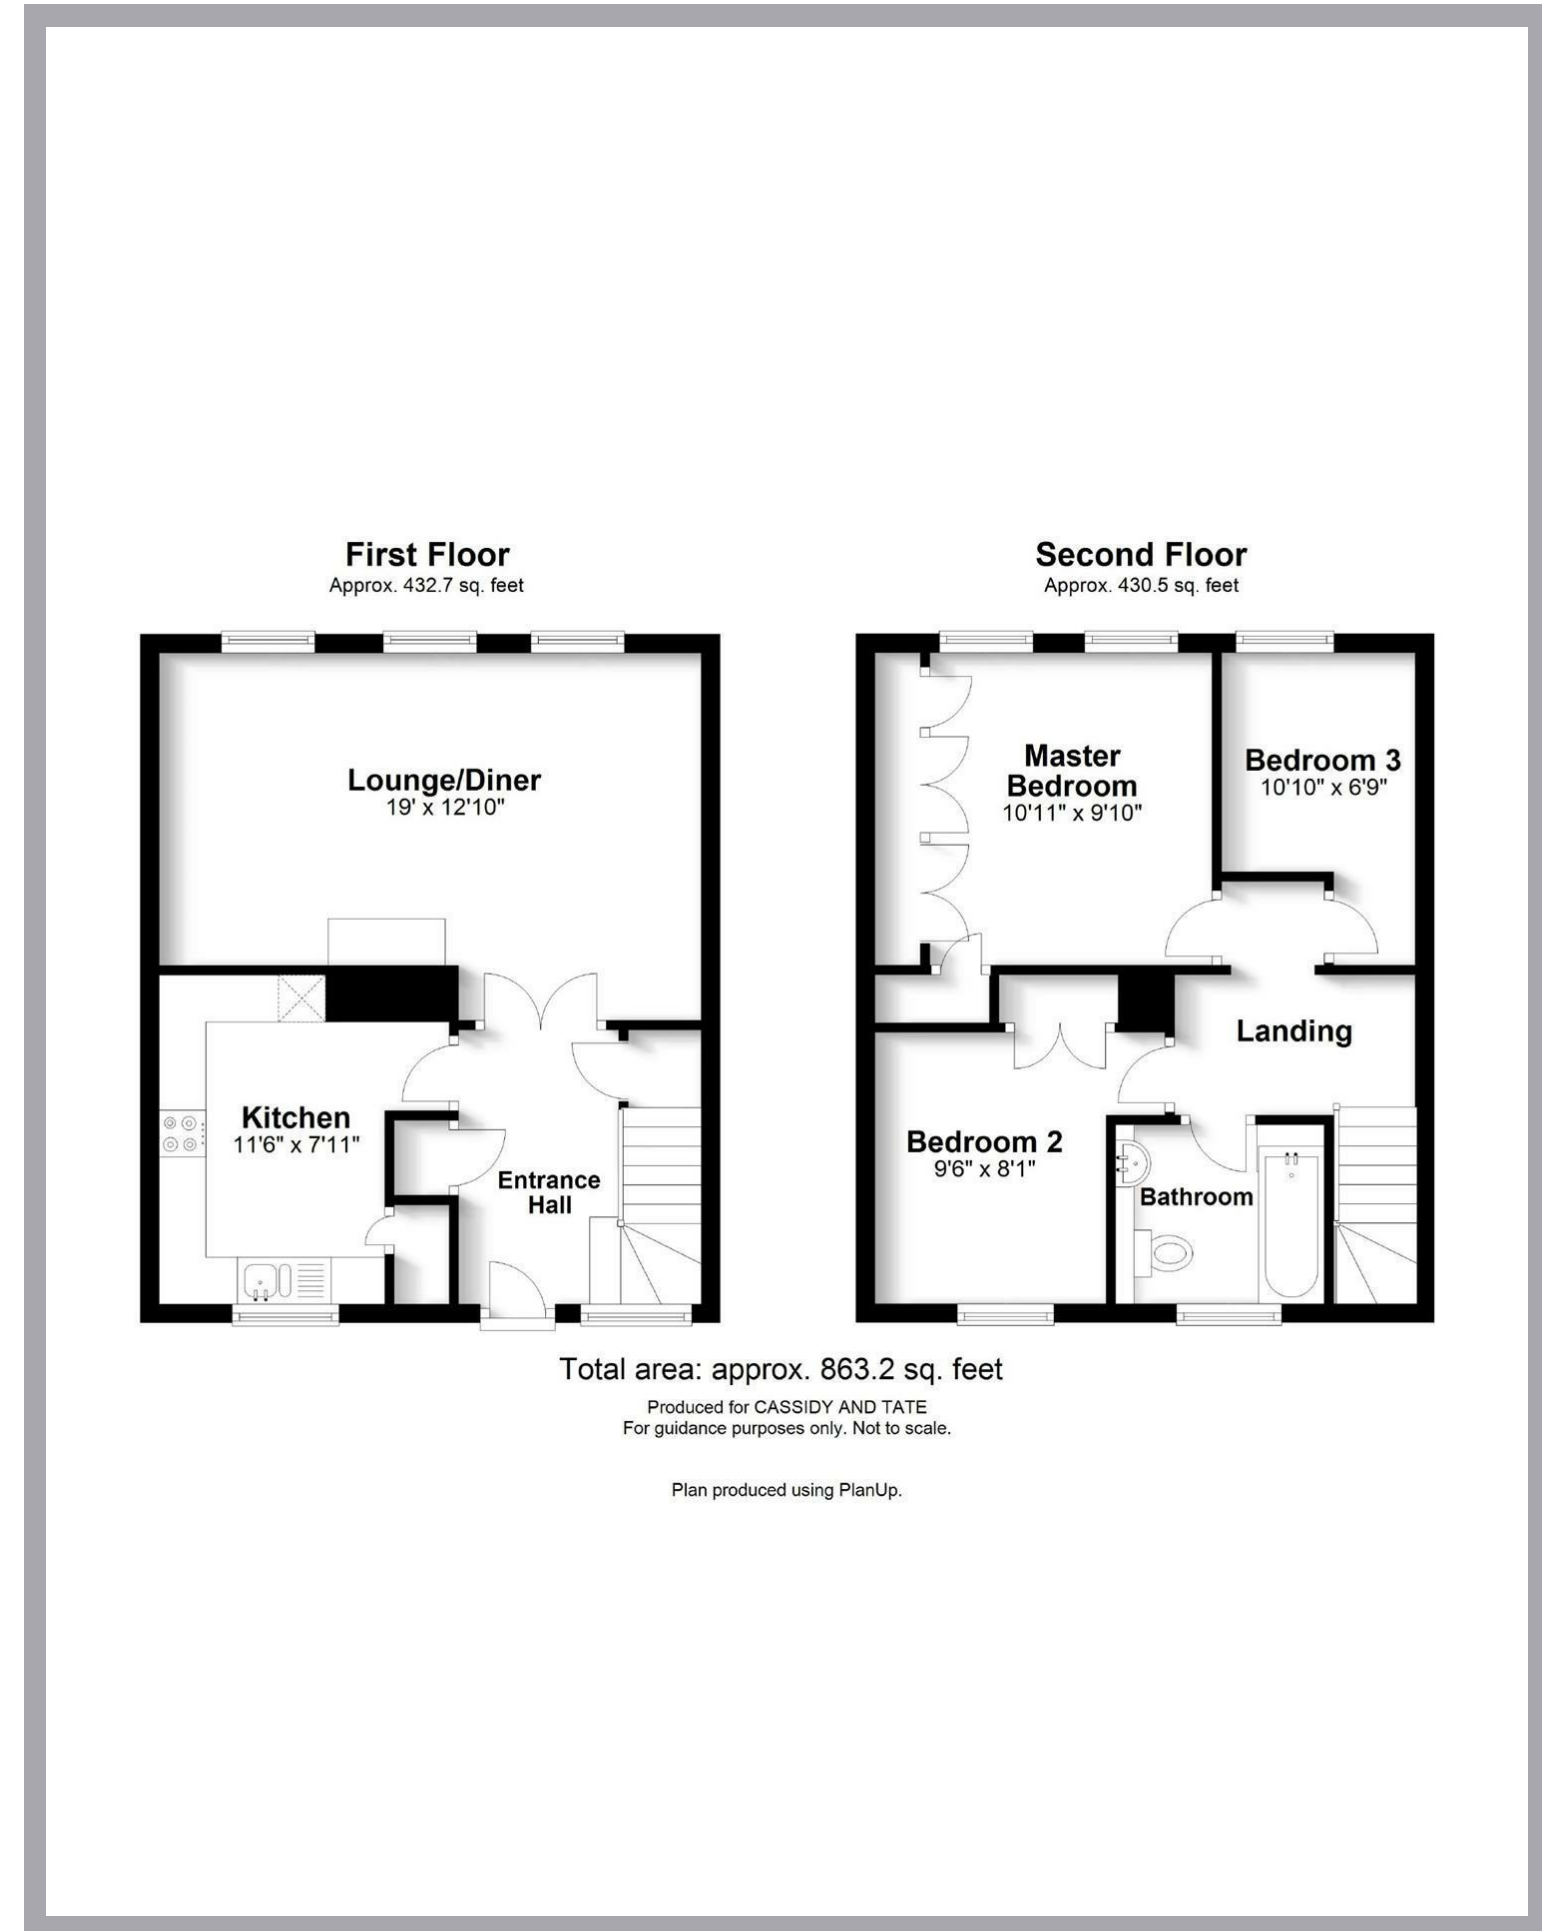 First Floor
Approx. 432.7 sq. feet
Lounge/Diner
19' x 12'10"
Kitchen
11'6" x 7'11"
Entrance
Hall
Second Floor
Approx. 430.5 sq. feet
Master
Bedroom
10'11" x 9'10"
Bedroom 3
10'10" x 6'9"
Landing
Bedroom 2
9'6" x 8'1"
Bathroom
Total area: approx. 863.2 sq. feet
Produced for CASSIDY AND TATE
For guidance purposes only. Not to scale.
Plan produced using PlanUp.